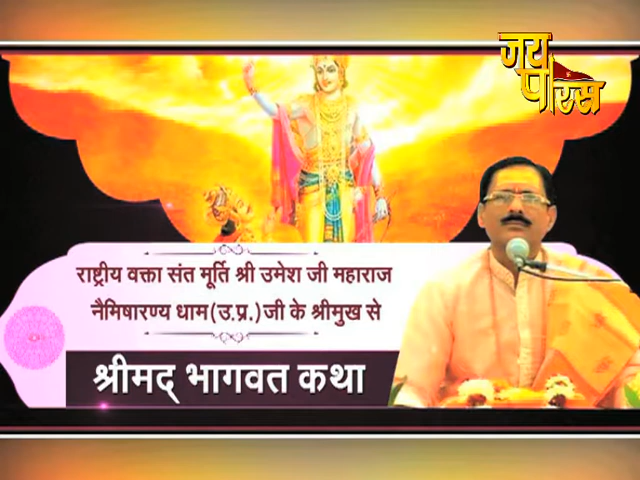 जय
पारस
राष्ट्रीय वक्ता संत मूर्ति श्री उमेश जी महाराज
नैमिषारण्य धाम(उ.प्र.)जी के श्रीमुख से
श्रीमद् भागवत कथा